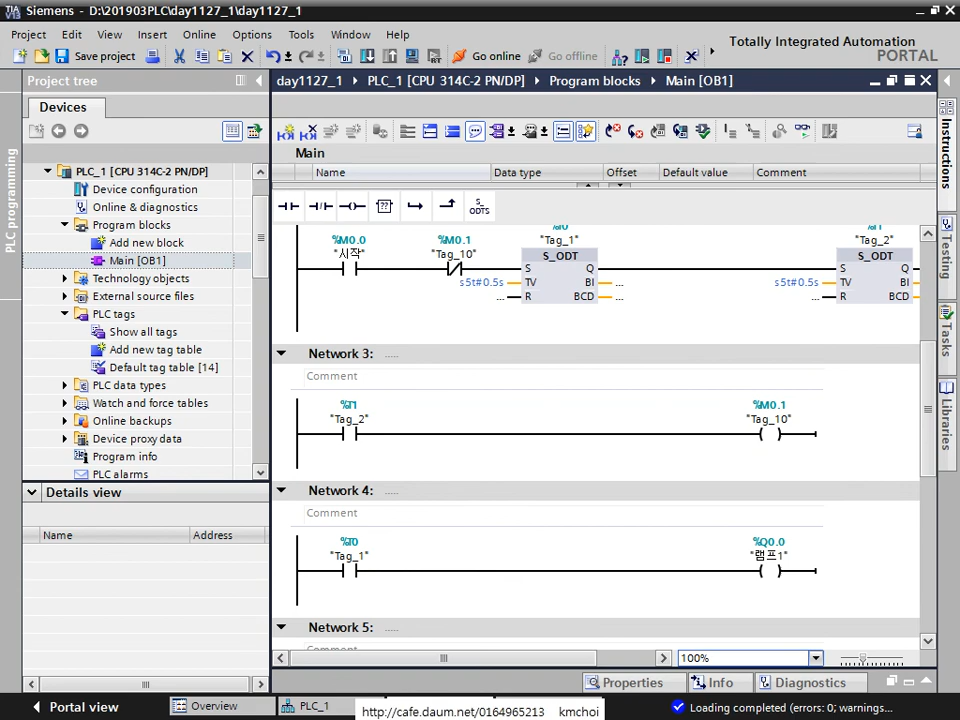 TIA
V13
Siemens - D:\201903PLC\day1127_1\day1127_1
Project Edit View Insert Online Options Tools Window Help
Totally Integrated Automation
PORTAL
Save project
Go online
Go offline
Project tree
day1127_1 PLC_1 [CPU 314C-2 PN/DP] Program blocks Main [OB1]
Devices
PLC programming
PLC_1 [CPU 314C-2 PN/DP]
Device configuration
Online & diagnostics
Program blocks
Add new block
Main [OB1]
Technology objects
External source files
PLC tags
Show all tags
Add new tag table
Default tag table [14]
PLC data types
Watch and force tables
Online backups
Device proxy data
Program info
PLC alarms
Details view
Name Address
Main
Name Data type Offset Default value Comment
??
S_
ODTS
%M0.0 %M0.1 "Tag_1" "Tag_2"
"시작" "Tag_10" S_ODT S_ODT
S Q S Q
s5t#0.5s TV BI ... s5t#0.5s TV BI
... R BCD ... ... R BCD
Network 3: .....
Comment
%T1 %M0.1
"Tag_2" "Tag_10"
Network 4: .....
Comment
%T0 %Q0.0
"Tag_1" "램프1"
Network 5: .....
100%
Properties Info Diagnostics
Instructions
Testing
Tasks
Libraries
Portal view Overview PLC_1
http://cafe.daum.net/0164965213 kmchoi
Loading completed (errors: 0; warnings...